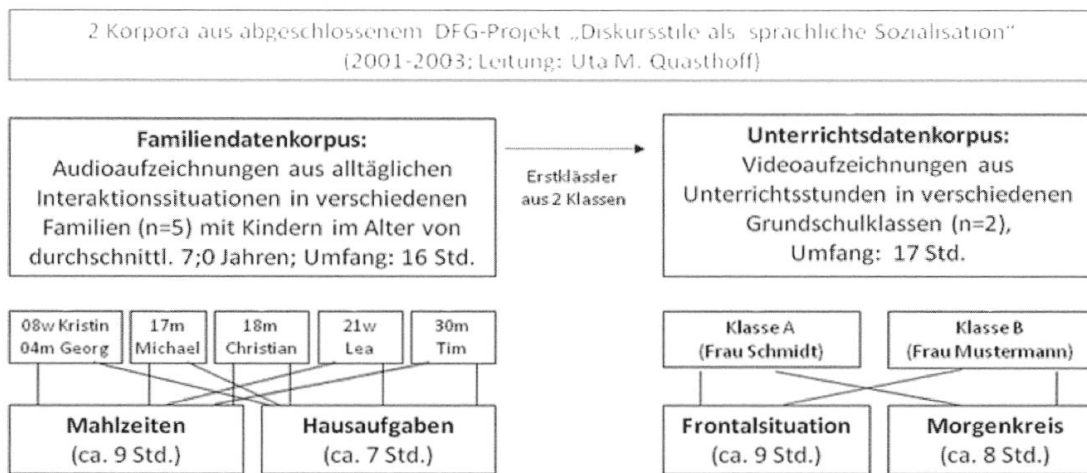 2 Korpora aus abgeschlossenem DFG-Projekt „Diskursstile als sprachliche Sozialisation“
(2001-2003; Leitung: Uta M. Quasthoff)
Familiendatenkorpus:
Audioaufzeichnungen aus alltäglichen
Interaktionssituationen in verschiedenen
Familien (n=5) mit Kindern im Alter von
durchschnittl. 7;0 Jahren; Umfang: 16 Std.
Erstklässler
aus 2 Klassen
Unterrichtsdatenkorpus:
Videoaufzeichnungen aus
Unterrichtsstunden in verschiedenen
Grundschulklassen (n=2),
Umfang: 17 Std.
08w Kristin
04m Georg
17m
Michael
18m
Christian
21w
Lea
30m
Tim
Klasse A
(Frau Schmidt)
Klasse B
(Frau Mustermann)
Mahlzeiten
(ca. 9 Std.)
Hausaufgaben
(ca. 7 Std.)
Frontalsituation
(ca. 9 Std.)
Morgenkreis
(ca. 8 Std.)